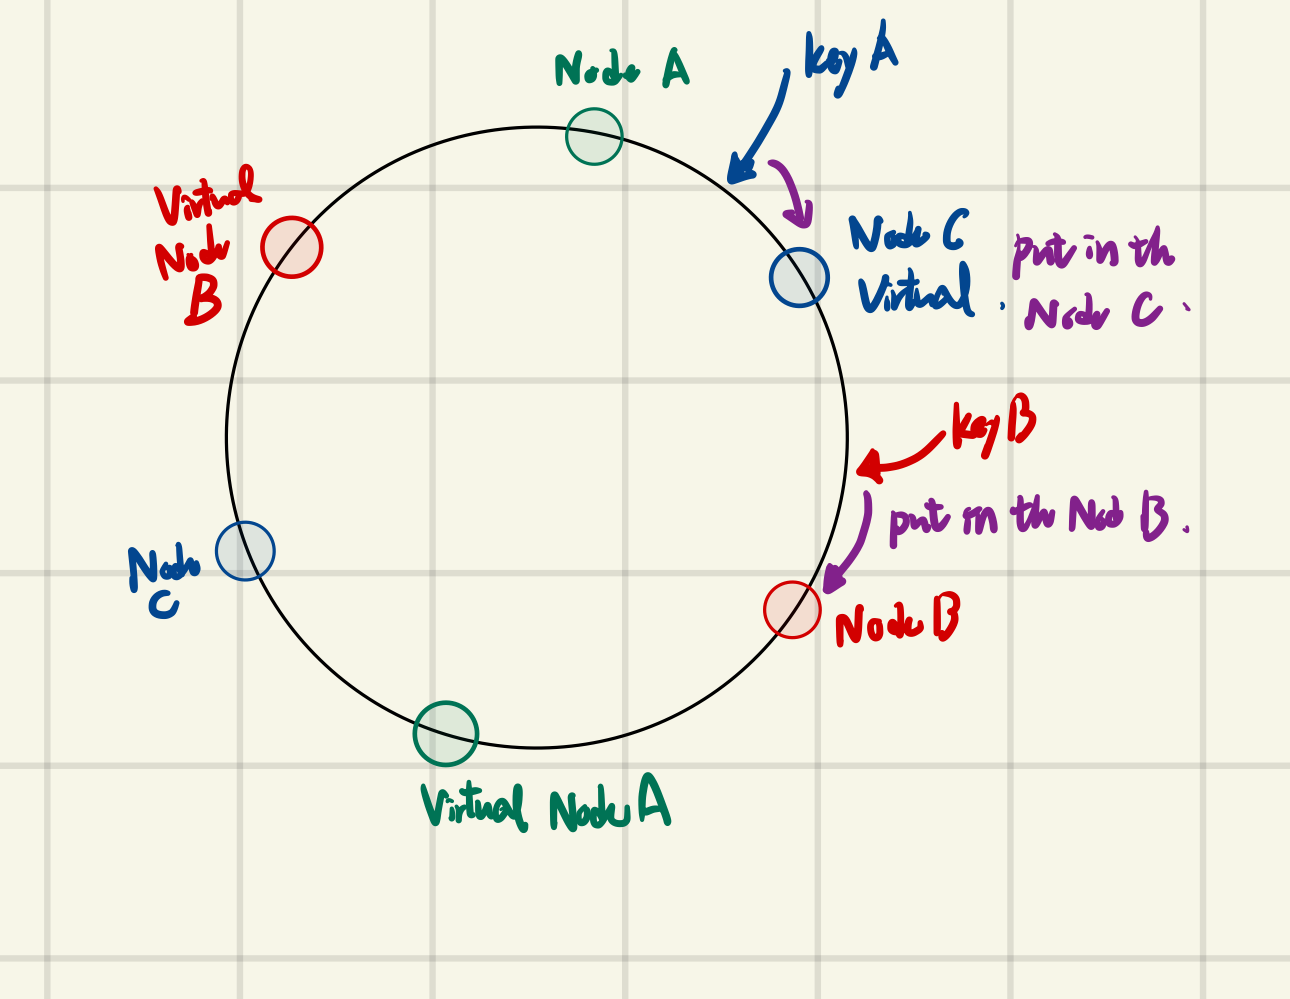 Node A
key A
Virtual
Node
B
Node C
Virtual.
put in the
Node C.
key B
put in the Node B.
Node
C
Node B
Virtual Node A